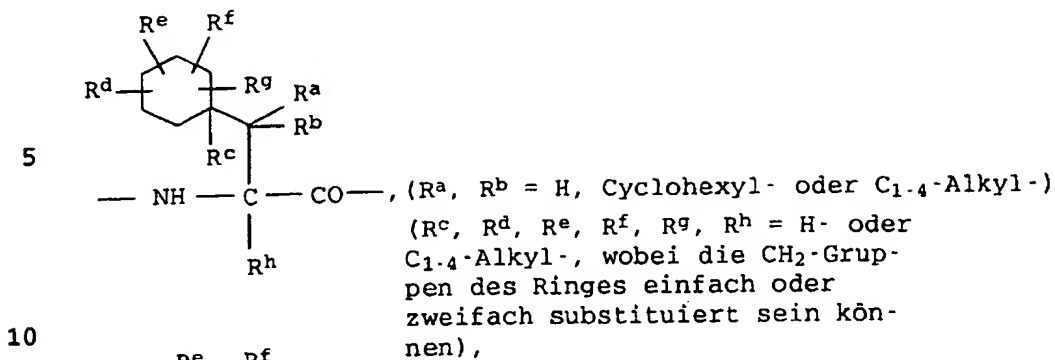 Re Rf
Rd Rg
Ra
Rb
5 Rc
— NH — C — CO —, (Ra, Rb = H, Cyclohexyl- oder C1-4-Alkyl-)
(Rc, Rd, Re, Rf, Rg, Rh = H- oder
Rh C1-4-Alkyl-, wobei die CH2-Grup-
pen des Ringes einfach oder
zweifach substituiert sein kön-
10 nen),
Re Rf